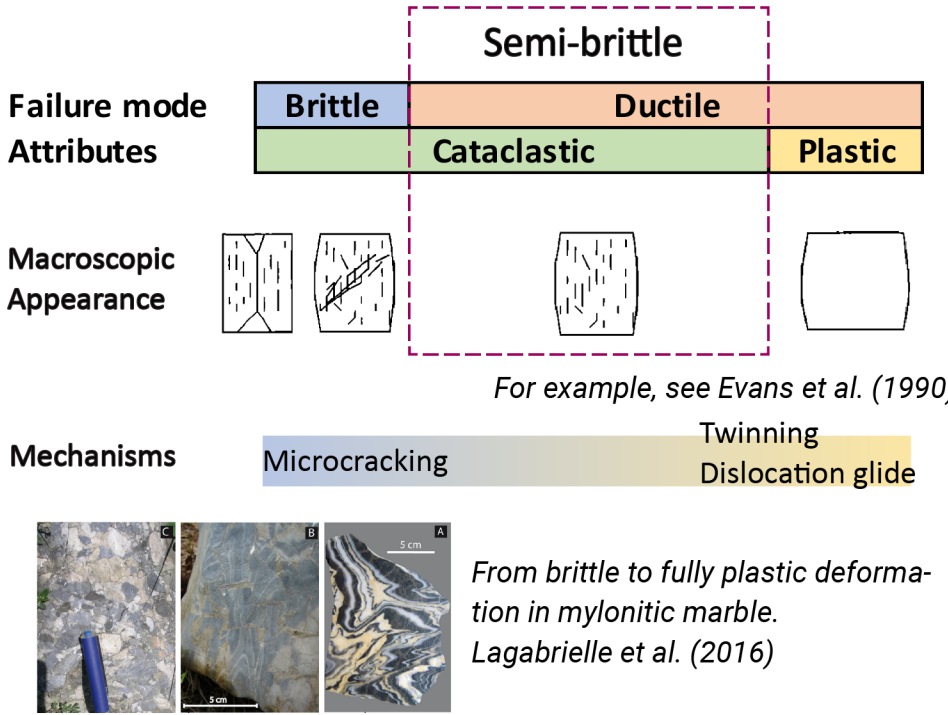 Semi-brittle
Failure mode
Brittle
Ductile
Attributes
Cataclastic
Plastic
Macroscopic
Appearance
For example, see Evans et al. (1990)
Mechanisms
Microcracking
Twinning
Dislocation glide
C
B
A
5 cm
5 cm
From brittle to fully plastic deforma-
tion in mylonitic marble.
Lagabrielle et al. (2016)